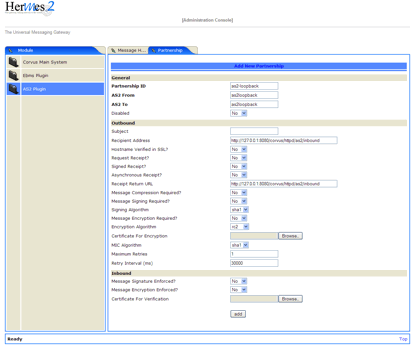 Hermes 2
[Administration Console]
The Universal Messaging Gateway
Module
Message H...
Partnership
Corvus Main System
Ebms Plugin
AS2 Plugin
Add New Partnership
General
Partnership ID as2-loopback
AS2 From as2loopback
AS2 To as2loopback
Disabled No
Outbound
Subject
Recipient Address http://127.0.0.1:8080/corvus/httpd/as2/inbound
Hostname Verified in SSL? No
Request Receipt? No
Signed Receipt? No
Asynchronous Receipt? No
Receipt Return URL http://127.0.0.1:8080/corvus/httpd/as2/inbound
Message Compression Required? No
Message Signing Required? No
Signing Algorithm sha1
Message Encryption Required? No
Encryption Algorithm rc2
Certificate For Encryption Browse..
MIC Algorithm sha1
Maximum Retries 1
Retry Interval (ms) 30000
Inbound
Message Signature Enforced? No
Message Encryption Enforced? No
Certificate For Verification Browse..
add
Ready
Top